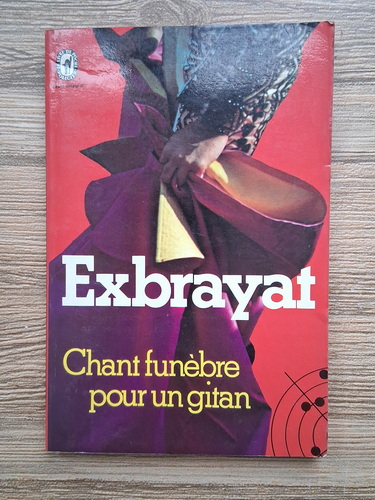 Exbrayat
Chant funèbre
pour un gitan